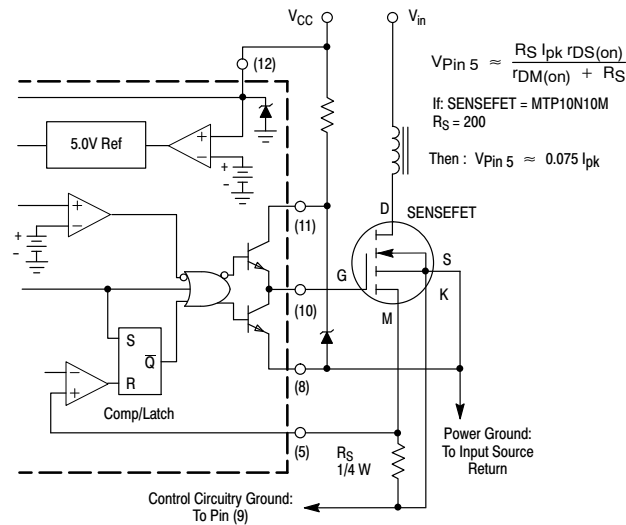 VCC
Vin
(12)
VPin 5 ≈ RS Ipk rDS(on) / rDM(on) + RS
If: SENSEFET = MTP10N10M
RS = 200
Then : VPin 5 ≈ 0.075 Ipk
5.0V Ref
+
-
+
-
(11)
D
SENSEFET
+
-
+
-
S
G
K
(10)
M
S
Q
R
-
+
(8)
Comp/Latch
(5)
RS
1/4 W
Power Ground:
To Input Source
Return
Control Circuitry Ground:
To Pin (9)